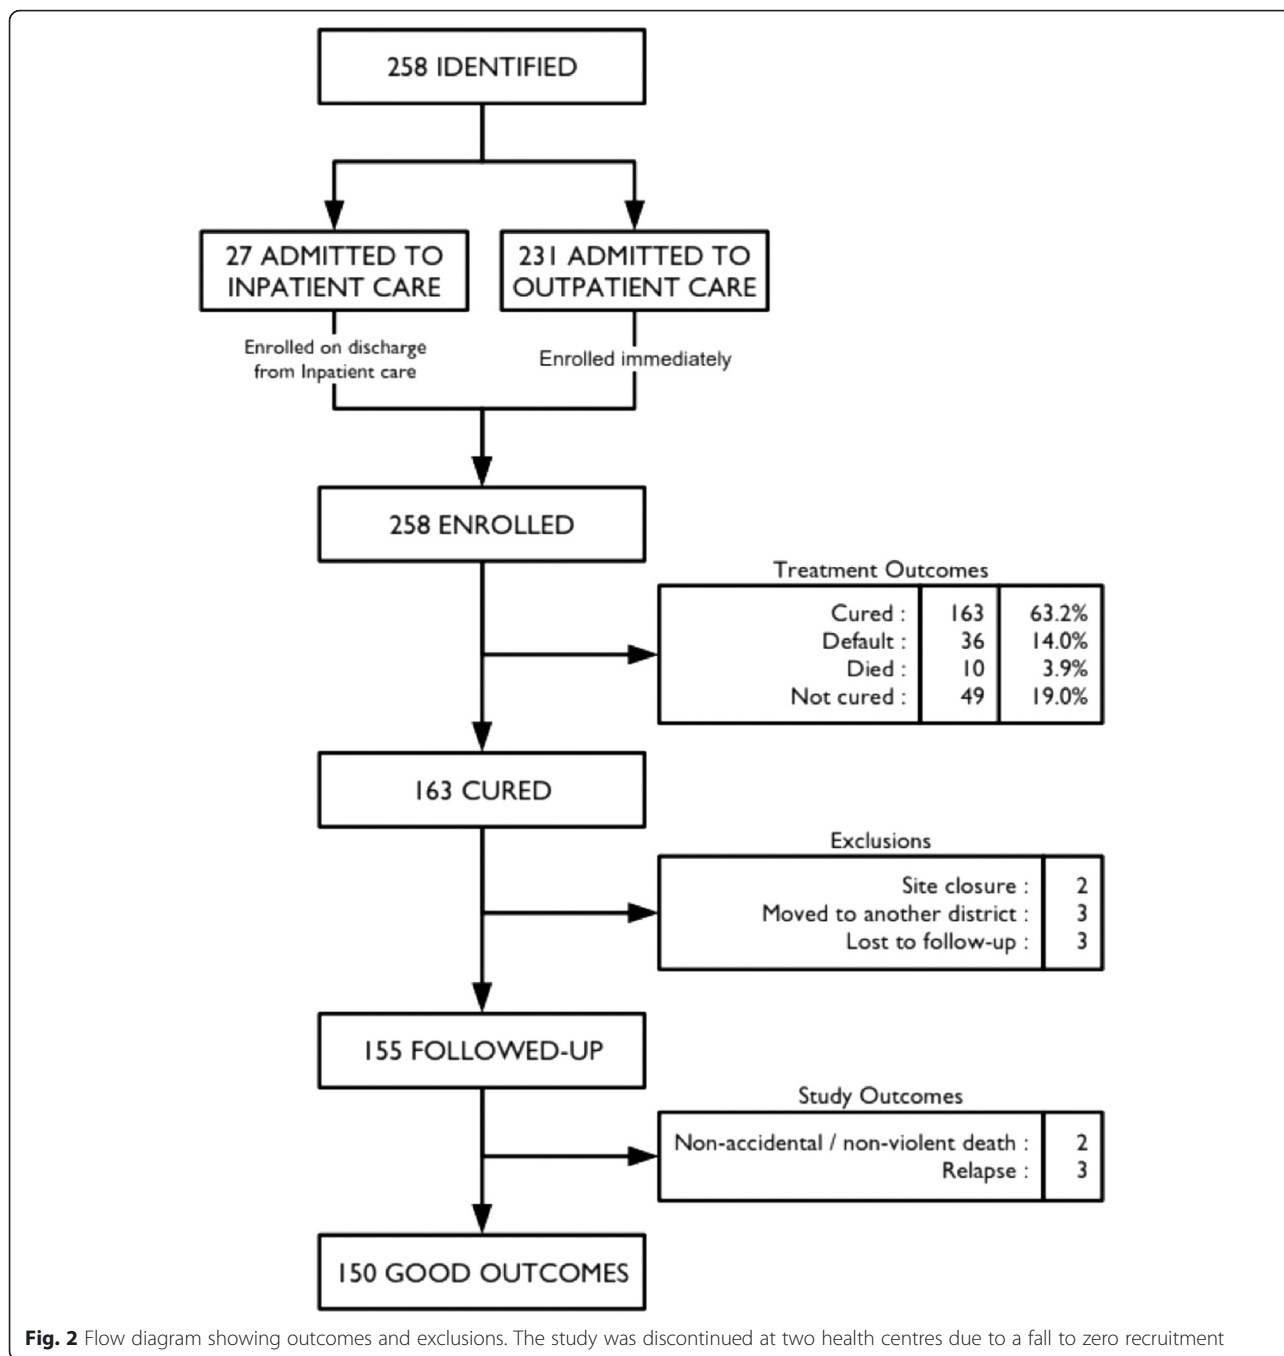 258 IDENTIFIED
27 ADMITTED TO
INPATIENT CARE
231 ADMITTED TO
OUTPATIENT CARE
Enrolled on discharge
from Inpatient care
Enrolled immediately
258 ENROLLED
Treatment Outcomes
Cured : 163 63.2%
Default : 36 14.0%
Died : 10 3.9%
Not cured : 49 19.0%
163 CURED
Exclusions
Site closure : 2
Moved to another district : 3
Lost to follow-up : 3
155 FOLLOWED-UP
Study Outcomes
Non-accidental / non-violent death : 2
Relapse : 3
150 GOOD OUTCOMES
Fig. 2 Flow diagram showing outcomes and exclusions. The study was discontinued at two health centres due to a fall to zero recruitment